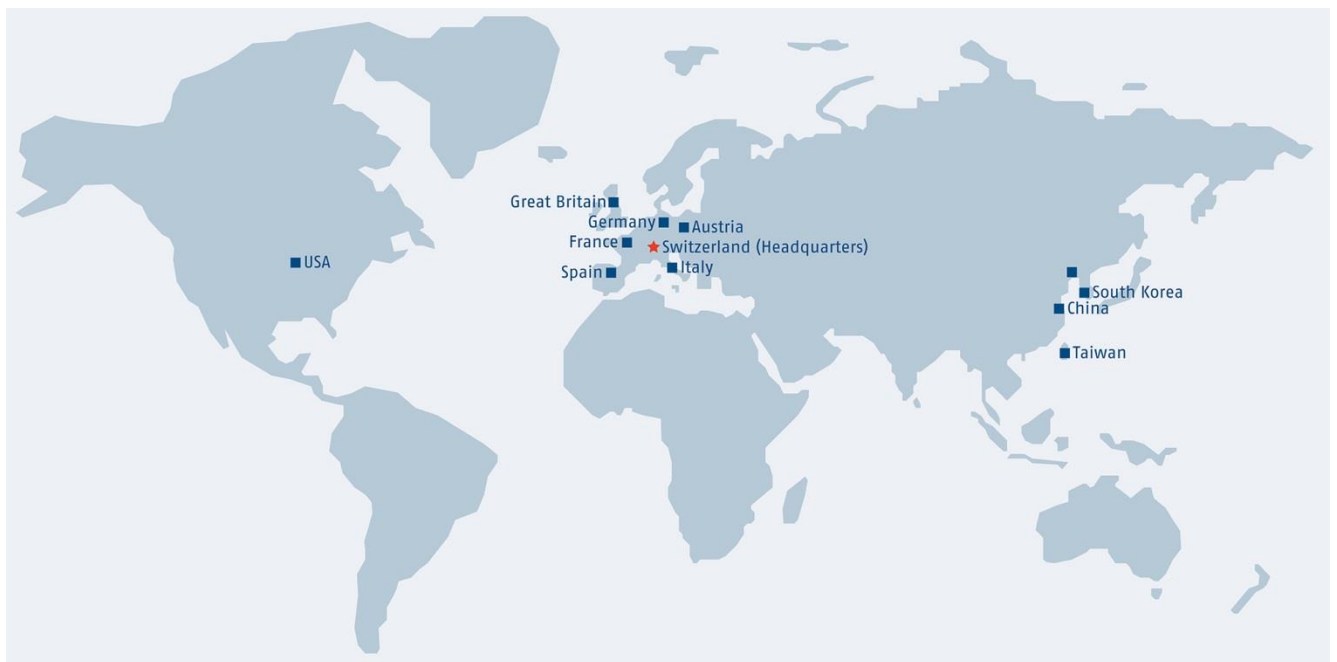 Great Britain
Germany
Austria
France
Switzerland (Headquarters)
USA
Spain
Italy
South Korea
China
Taiwan